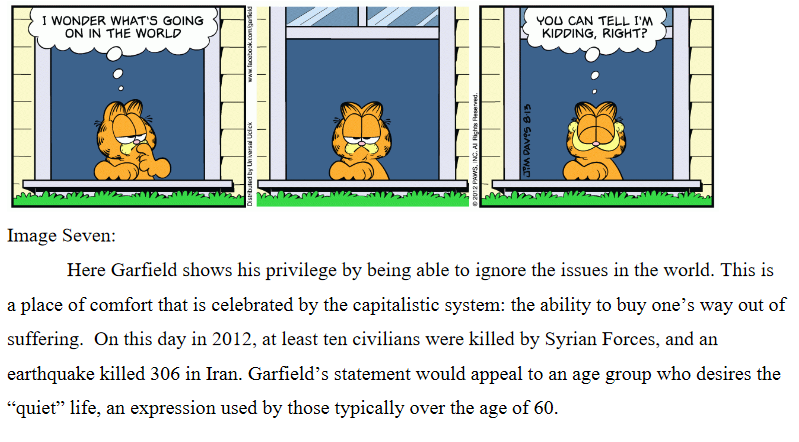 I WONDER WHAT'S GOING
ON IN THE WORLD
www.facebook.com/garfield
Distributed by Universal Uclick
© 2012 PAWS, INC. All Rights Reserved.
YOU CAN TELL I'M
KIDDING, RIGHT?
JIM DAVIS 8·13
Image Seven:
Here Garfield shows his privilege by being able to ignore the issues in the world. This is
a place of comfort that is celebrated by the capitalistic system: the ability to buy one’s way out of
suffering. On this day in 2012, at least ten civilians were killed by Syrian Forces, and an
earthquake killed 306 in Iran. Garfield’s statement would appeal to an age group who desires the
“quiet” life, an expression used by those typically over the age of 60.